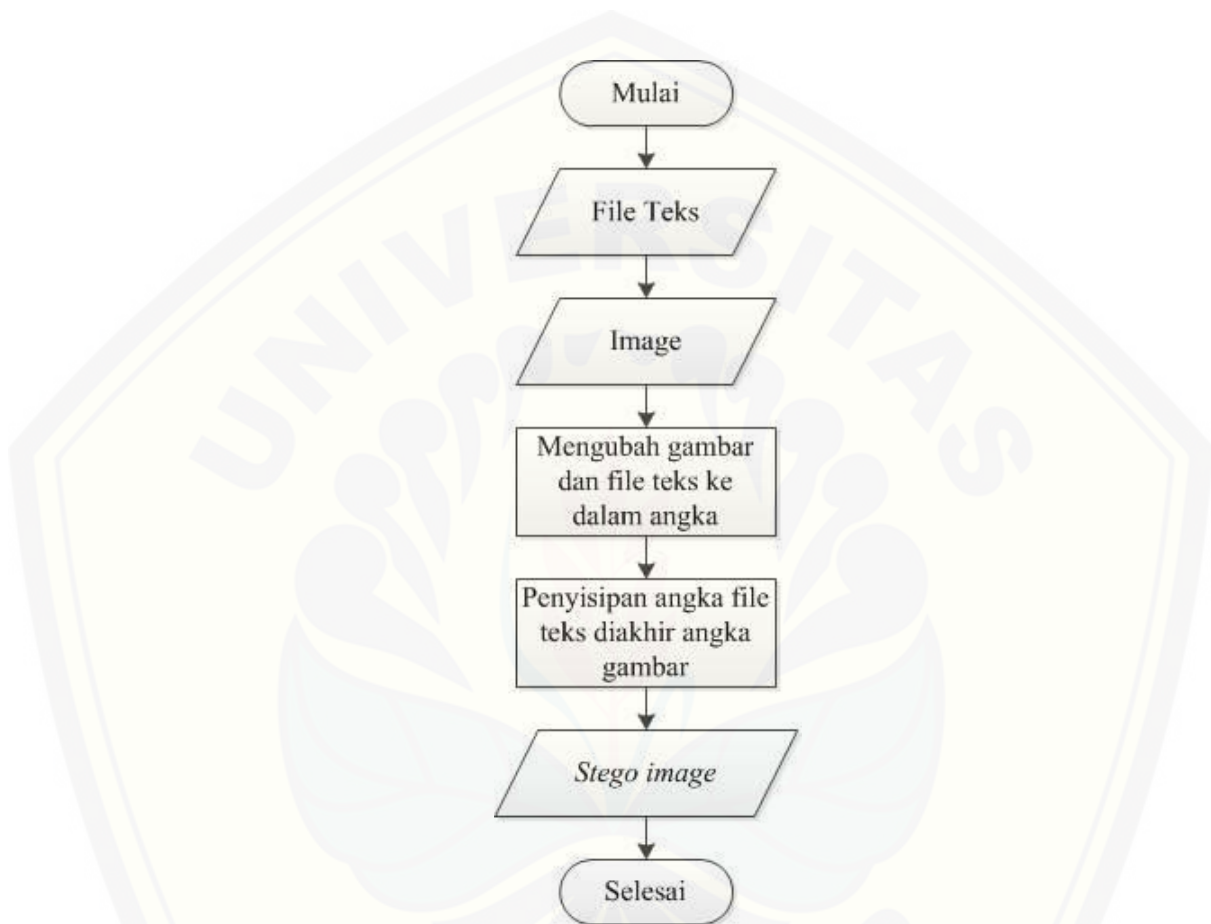 Mulai
File Teks
UNIVERSITAS
Image
Mengubah gambar
dan file teks ke
dalam angka
Penyisipan angka file
teks diakhir angka
gambar
Stego image
Selesai